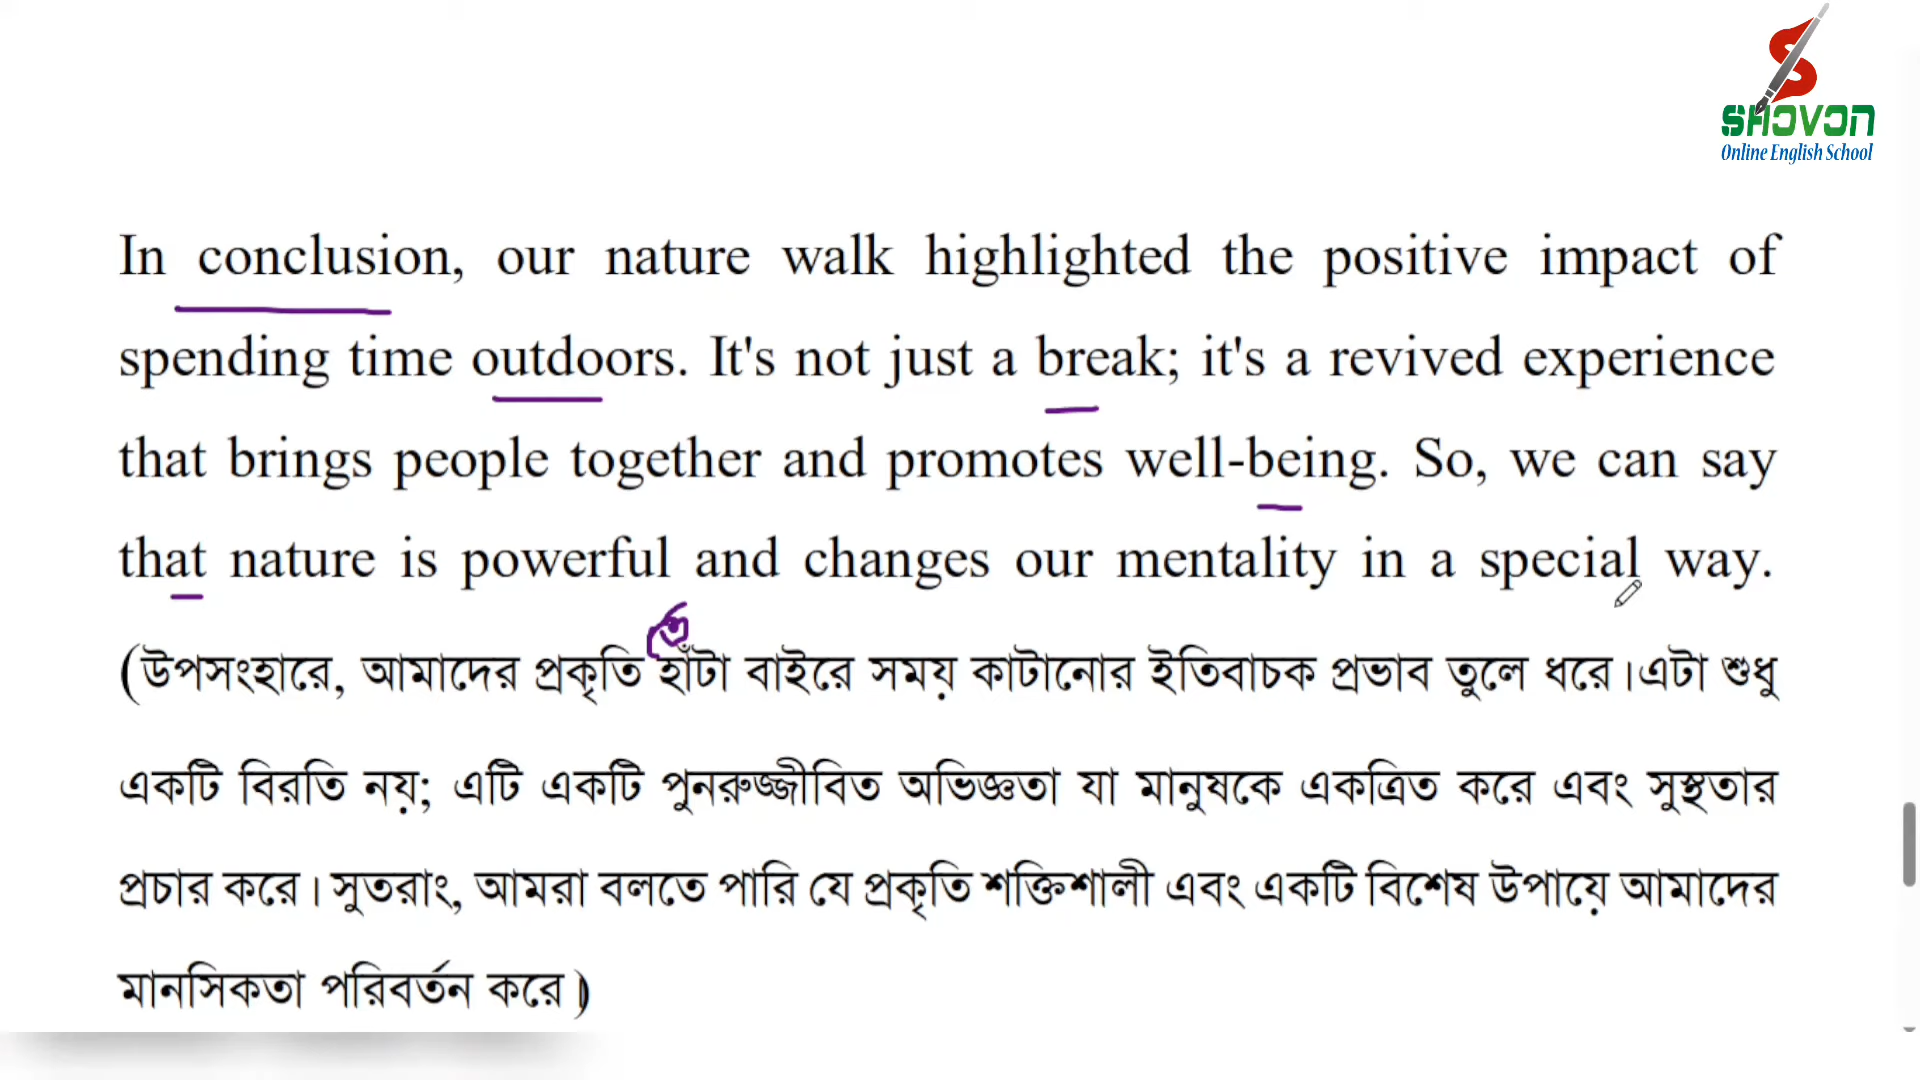 SHOVON
Online English School
In conclusion, our nature walk highlighted the positive impact of
spending time outdoors. It's not just a break; it's a revived experience
that brings people together and promotes well-being. So, we can say
that nature is powerful and changes our mentality in a special way.
(উপসংহারে, আমাদের প্রকৃতি হাঁটা বাইরে সময় কাটানোর ইতিবাচক প্রভাব তুলে ধরে। এটা শুধু
একটি বিরতি নয়; এটি একটি পুনরুজ্জীবিত অভিজ্ঞতা যা মানুষকে একত্রিত করে এবং সুস্থতার
প্রচার করে। সুতরাং, আমরা বলতে পারি যে প্রকৃতি শক্তিশালী এবং একটি বিশেষ উপায়ে আমাদের
মানসিকতা পরিবর্তন করে।)